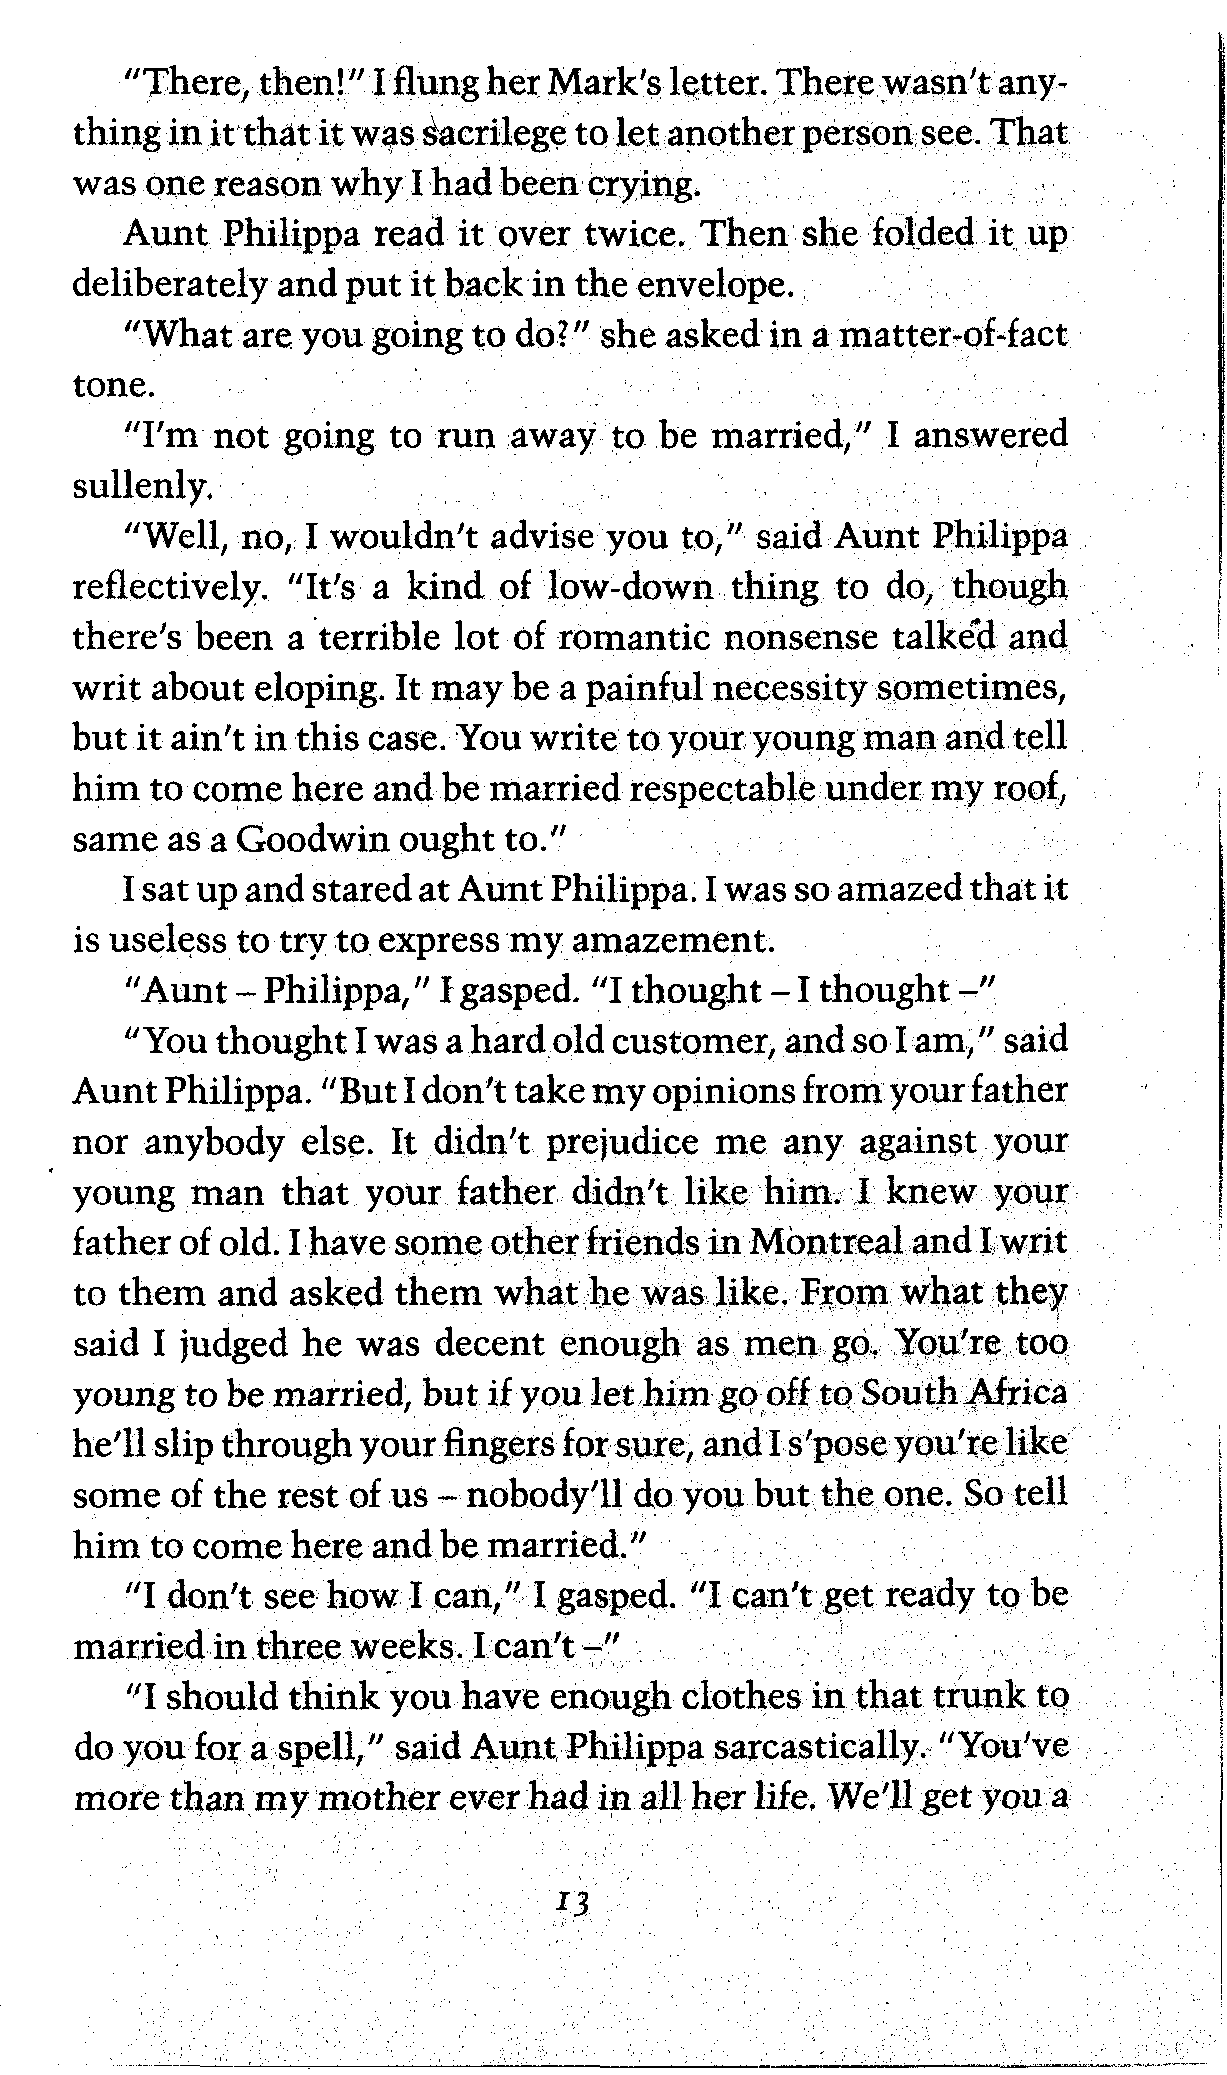 "There, then!" I flung her Mark's letter. There wasn't any-
thing in it that it was sacrilege to let another person see. That
was one reason why I had been crying.
Aunt Philippa read it over twice. Then she folded it up
deliberately and put it back in the envelope.
"What are you going to do?" she asked in a matter-of-fact
tone.
"I'm not going to run away to be married," I answered
sullenly.
"Well, no, I wouldn't advise you to," said Aunt Philippa
reflectively. "It's a kind of low-down thing to do, though
there's been a terrible lot of romantic nonsense talked and
writ about eloping. It may be a painful necessity sometimes,
but it ain't in this case. You write to your young man and tell
him to come here and be married respectable under my roof,
same as a Goodwin ought to."
I sat up and stared at Aunt Philippa. I was so amazed that it
is useless to try to express my amazement.
"Aunt – Philippa," I gasped. "I thought – I thought –"
"You thought I was a hard old customer, and so I am," said
Aunt Philippa. "But I don't take my opinions from your father
nor anybody else. It didn't prejudice me any against your
young man that your father didn't like him. I knew your
father of old. I have some other friends in Montreal and I writ
to them and asked them what he was like. From what they
said I judged he was decent enough as men go. You're too
young to be married, but if you let him go off to South Africa
he'll slip through your fingers for sure, and I s'pose you're like
some of the rest of us – nobody'll do you but the one. So tell
him to come here and be married."
"I don't see how I can," I gasped. "I can't get ready to be
married in three weeks. I can't –"
"I should think you have enough clothes in that trunk to
do you for a spell," said Aunt Philippa sarcastically. "You've
more than my mother ever had in all her life. We'll get you a
13